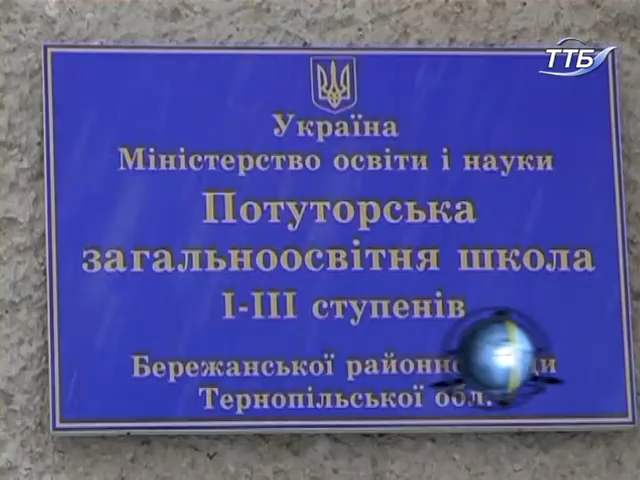 ТТБ
Україна
Міністерство освіти і науки
Потуторська
загальноосвітня школа
І-ІІІ ступенів
Бережанської
Тернопільської обл.